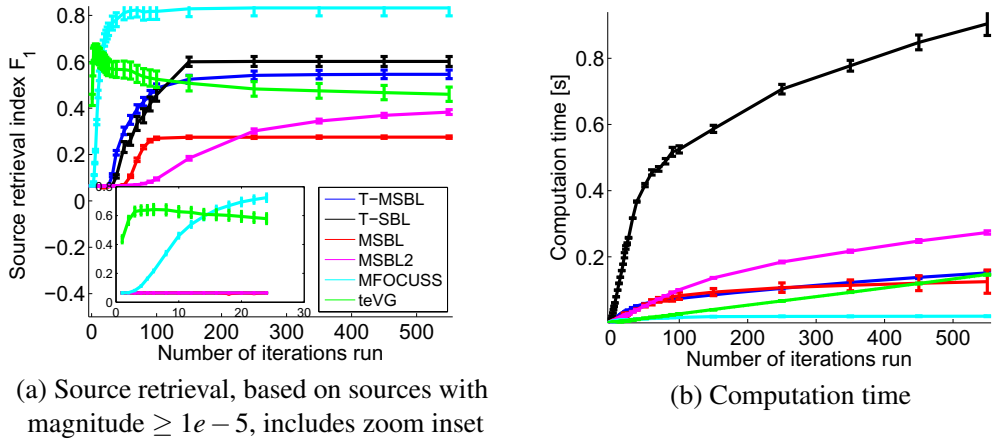 0.8
0.6
0.4
0.2
0
−0.2
−0.4
Source retrieval index F1
0.8
0.6
0.4
0.2
0
0
10
20
30
T−MSBL
T−SBL
MSBL
MSBL2
MFOCUSS
teVG
0 100 200 300 400 500
Number of iterations run
(a) Source retrieval, based on sources with
magnitude ≥ 1e − 5, includes zoom inset
0.8
0.6
0.4
0.2
Computaion time [s]
0 100 200 300 400 500
Number of iterations run
(b) Computation time